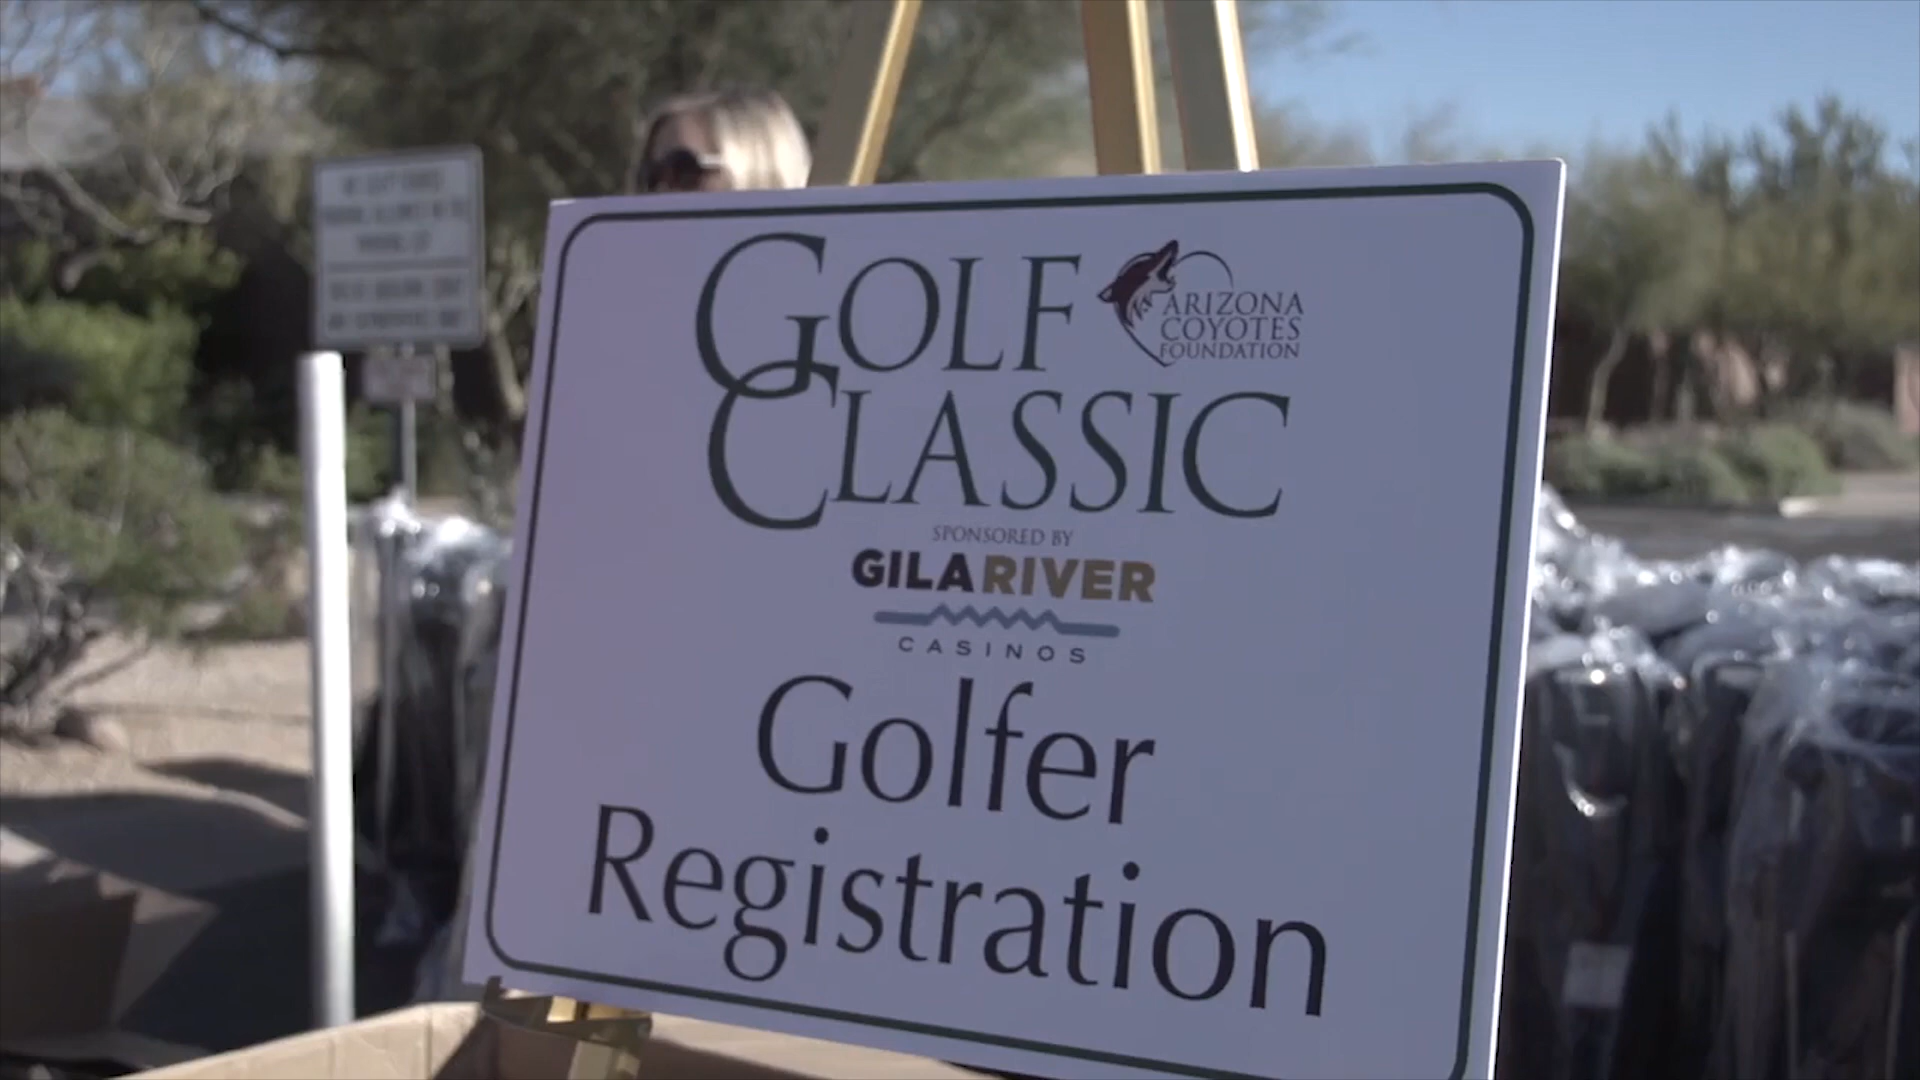 GOLF
CLASSIC
ARIZONA
COYOTES
FOUNDATION
SPONSORED BY
GILA RIVER
CASINOS
Golfer
Registration